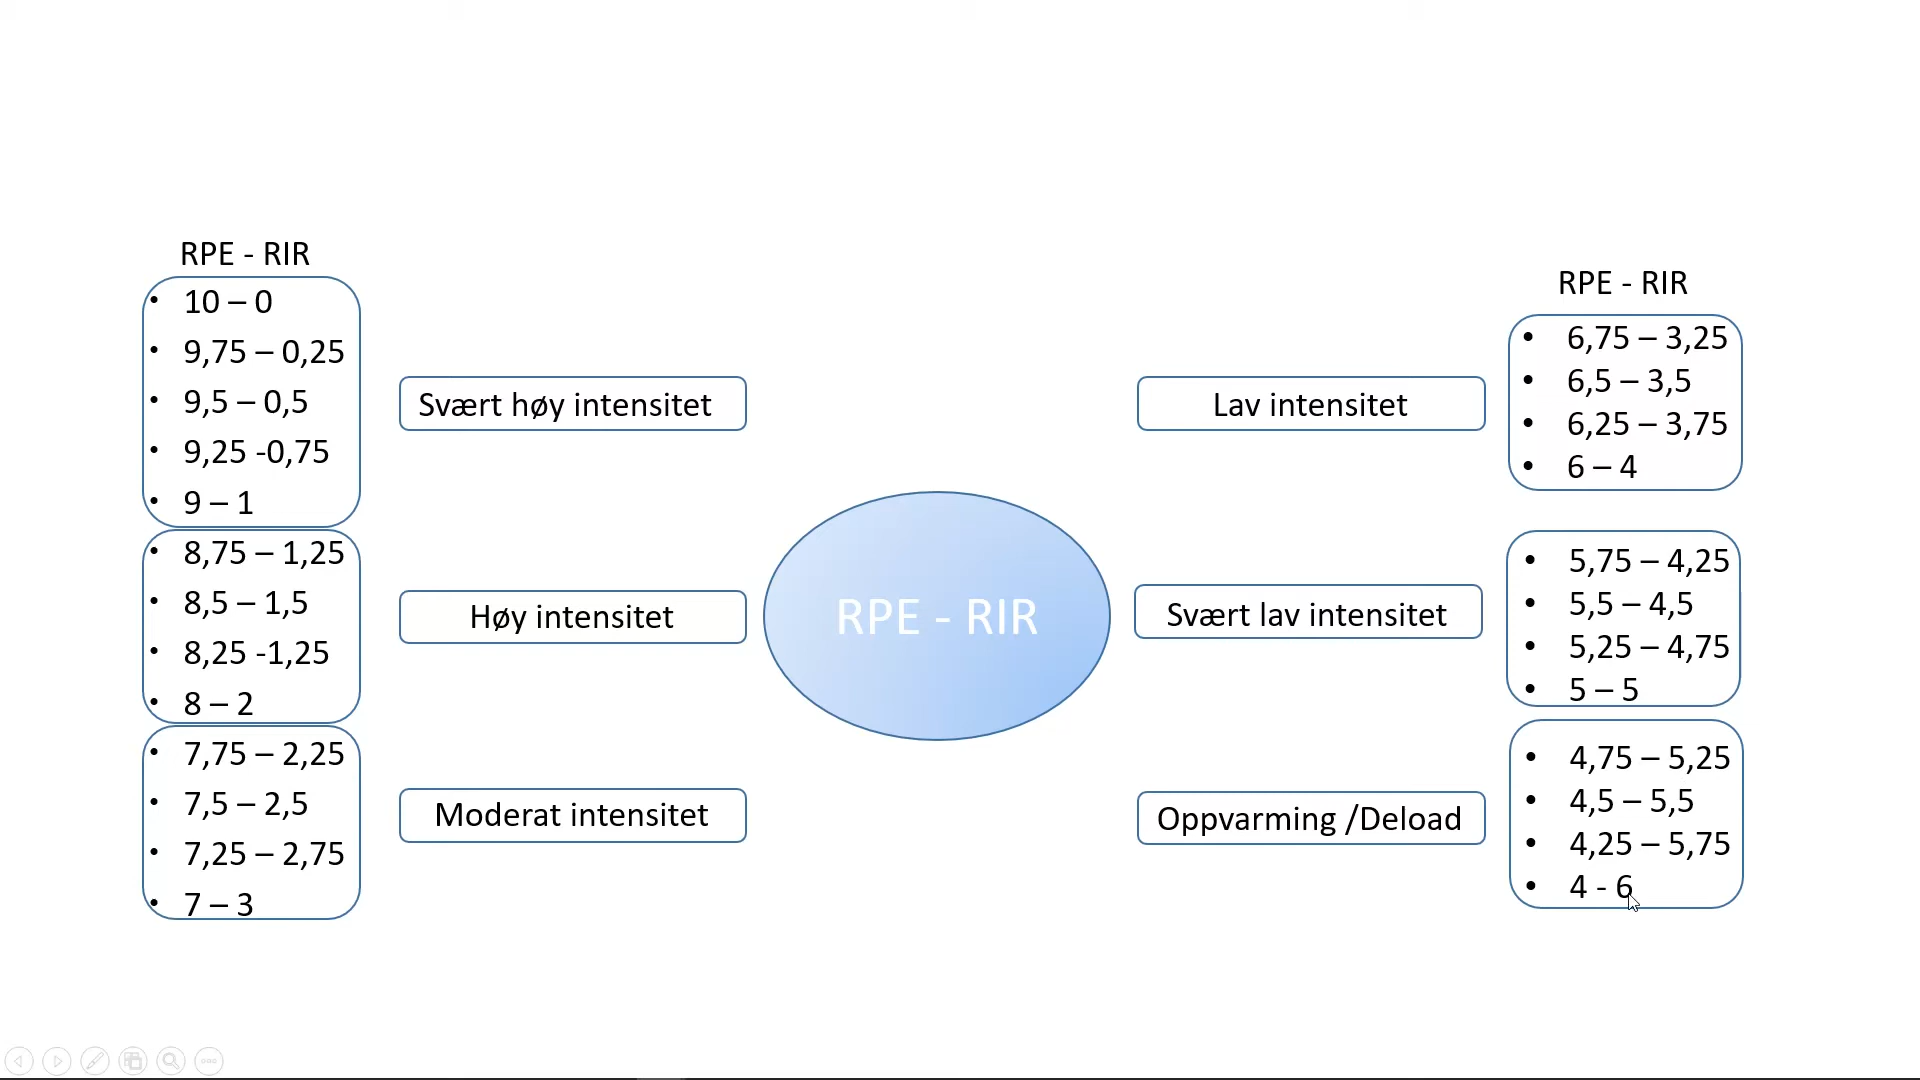 RPE - RIR
• 10 – 0
• 9,75 – 0,25
• 9,5 – 0,5
• 9,25 -0,75
• 9 – 1
Svært høy intensitet
• 8,75 – 1,25
• 8,5 – 1,5
• 8,25 -1,25
• 8 – 2
Høy intensitet
• 7,75 – 2,25
• 7,5 – 2,5
• 7,25 – 2,75
• 7 – 3
Moderat intensitet
RPE - RIR
RPE - RIR
Lav intensitet
• 6,75 – 3,25
• 6,5 – 3,5
• 6,25 – 3,75
• 6 – 4
Svært lav intensitet
• 5,75 – 4,25
• 5,5 – 4,5
• 5,25 – 4,75
• 5 – 5
Oppvarming /Deload
• 4,75 – 5,25
• 4,5 – 5,5
• 4,25 – 5,75
• 4 - 6